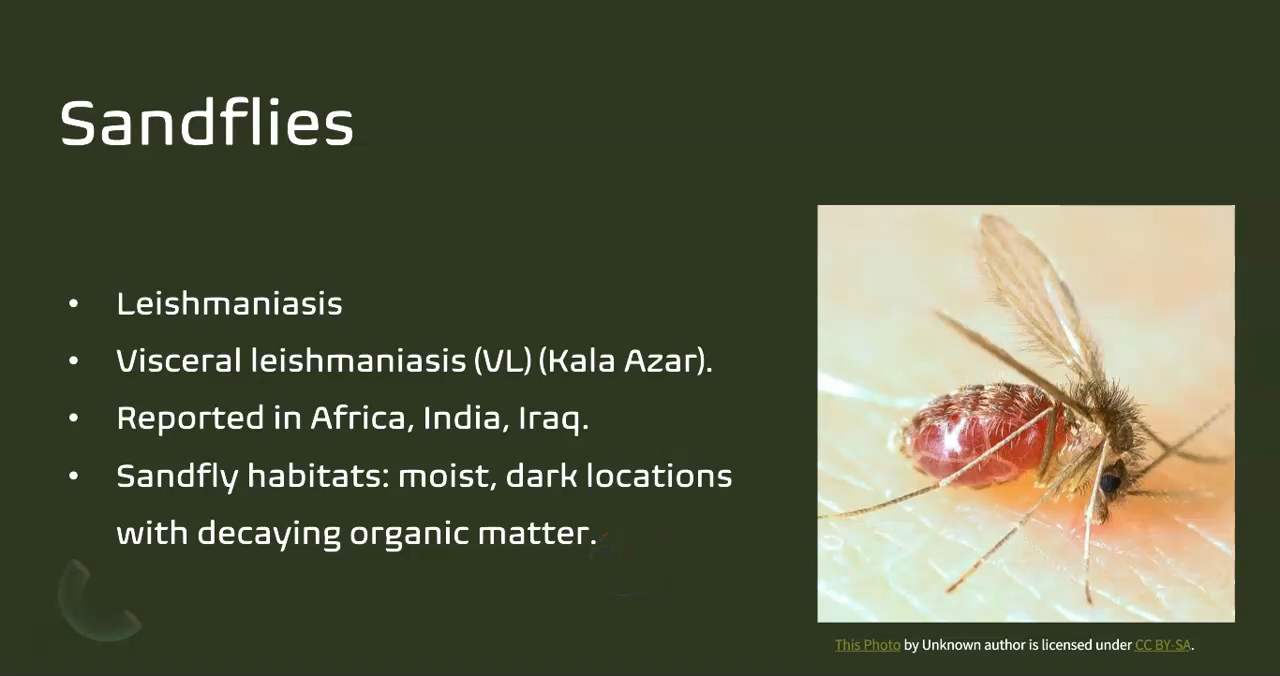 Sandflies
• Leishmaniasis
• Visceral leishmaniasis (VL) (Kala Azar).
• Reported in Africa, India, Iraq.
• Sandfly habitats: moist, dark locations
with decaying organic matter.
This Photo by Unknown author is licensed under CC BY-SA.